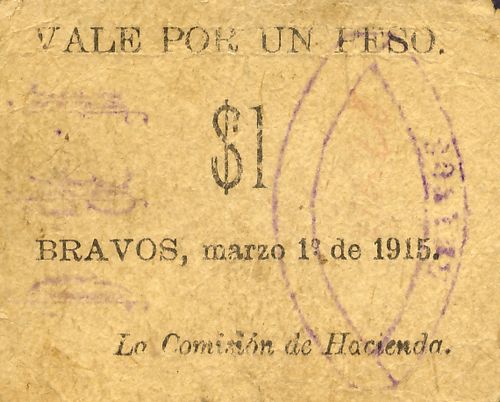 VALE POR UN PESO.
$1
BRAVOS, marzo 1º de 1915.
La Comisión de Hacienda.